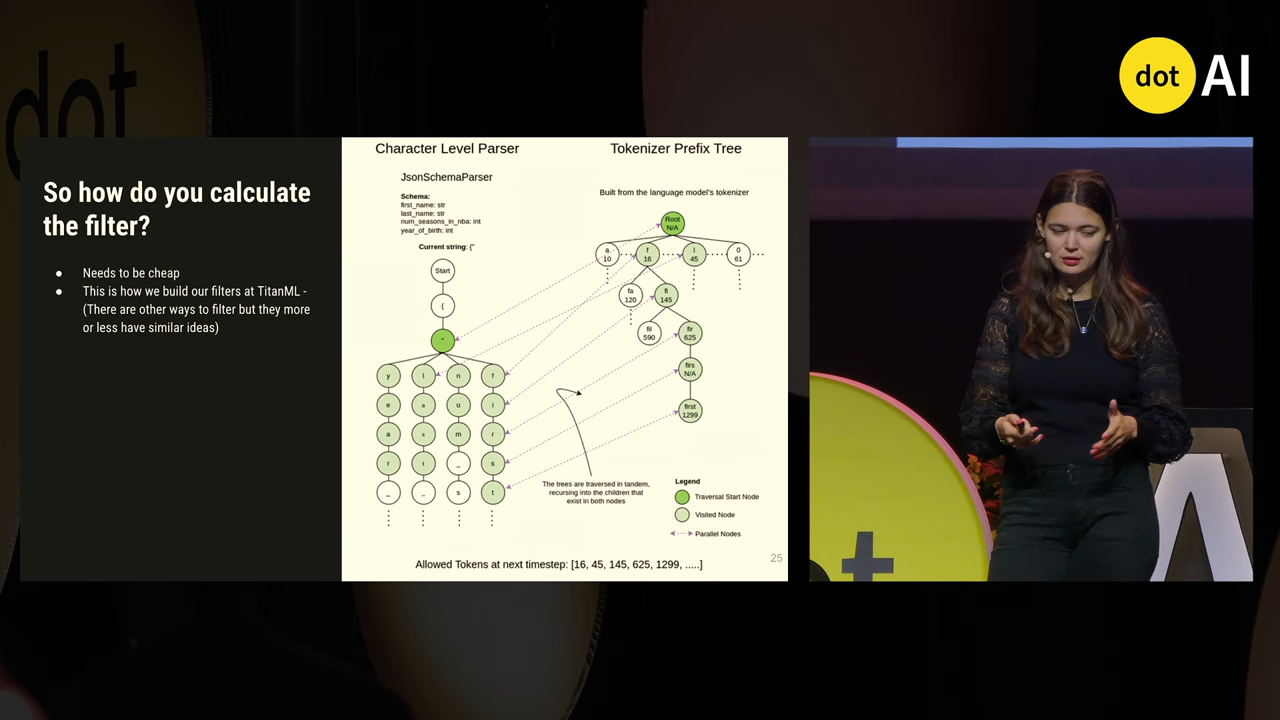 dot
dot AI
So how do you calculate
the filter?
● Needs to be cheap
● This is how we build our filters at TitanML -
(There are other ways to filter but they more
or less have similar ideas)
Character Level Parser
JsonSchemaParser
Schema:
first_name: str
last_name: str
num_seasons_in_nba: int
year_of_birth: int
Current string: {"
Start
{
"
y l n f
e a u i
a s m r
r t _ s
_ _ s t
Tokenizer Prefix Tree
Built from the language model's tokenizer
Root
N/A
a
10
f
16
l
45
0
61
fa
120
fi
145
fil
590
fir
625
firs
N/A
first
1299
The trees are traversed in tandem,
recursing into the children that
exist in both nodes
Legend
Traversal Start Node
Visited Node
Parallel Nodes
Allowed Tokens at next timestep: [16, 45, 145, 625, 1299, .....]
25
t
A